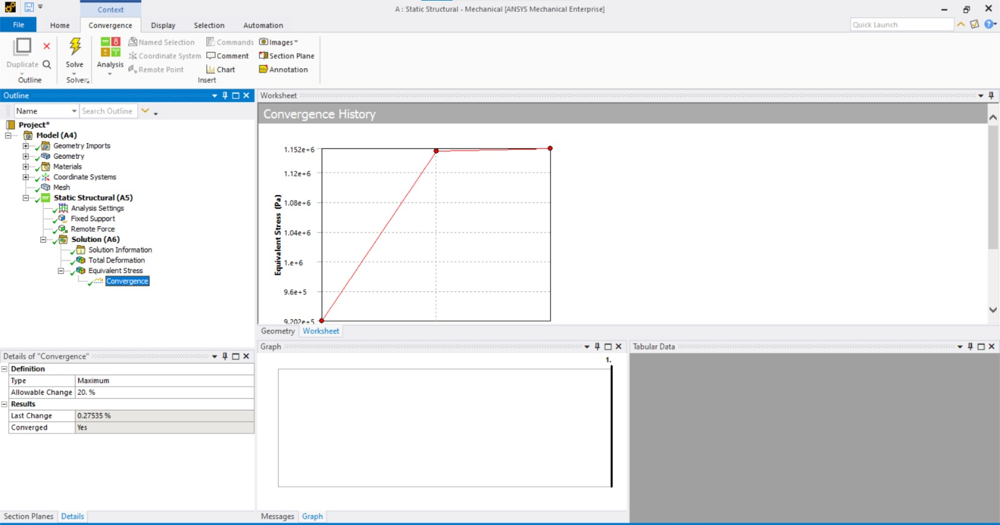 Context
A : Static Structural - Mechanical [ANSYS Mechanical Enterprise]
File Home Convergence Display Selection Automation
Quick Launch
Duplicate
Outline
Solve
Solver
Analysis
Named Selection
Coordinate System
Remote Point
Commands
Comment
Chart
Images
Section Plane
Annotation
Insert
Outline
Name
Search Outline
Project*
Model (A4)
Geometry Imports
Geometry
Materials
Coordinate Systems
Mesh
Static Structural (A5)
Analysis Settings
Fixed Support
Remote Force
Solution (A6)
Solution Information
Total Deformation
Equivalent Stress
Convergence
Details of "Convergence"
Definition
Type Maximum
Allowable Change 20. %
Results
Last Change 0.27535 %
Converged Yes
Section Planes Details
Worksheet
Convergence History
Equivalent Stress (Pa)
1.152e+6
1.12e+6
1.08e+6
1.04e+6
1.e+6
9.6e+5
9.202e+5
Geometry Worksheet
Graph
1.
Messages Graph
Tabular Data